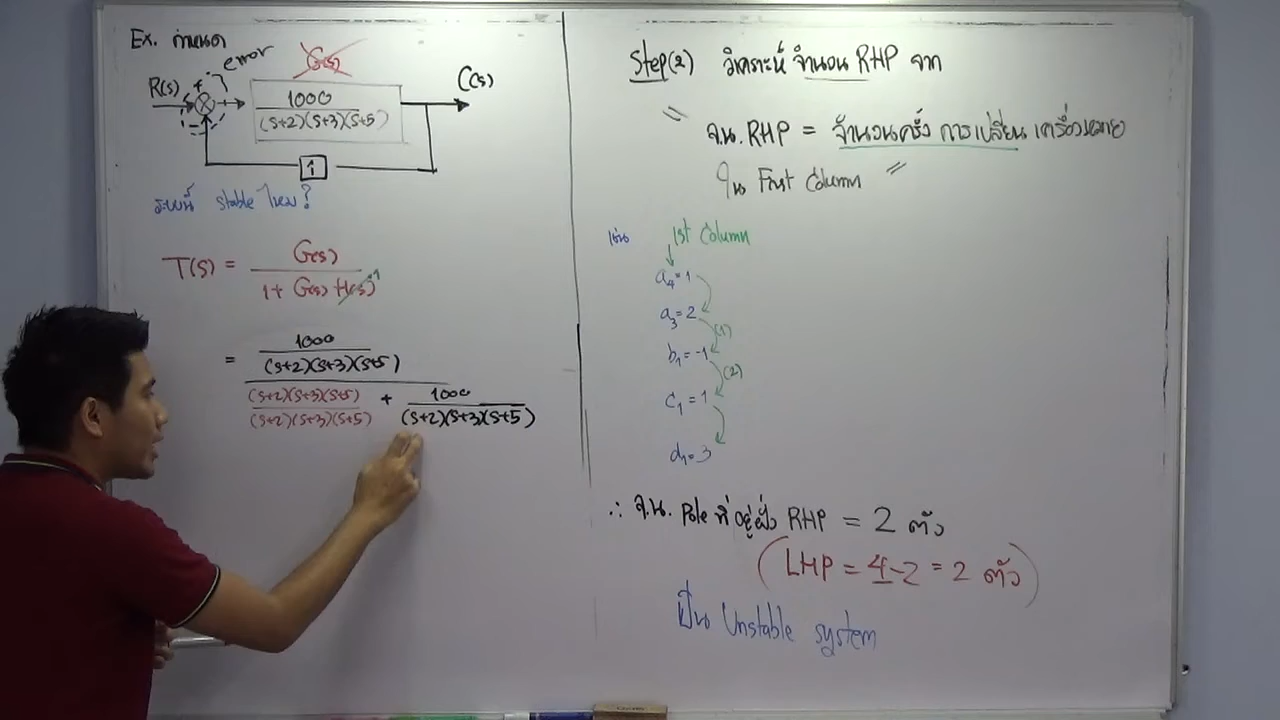 Ex. กำหนด
error
G(s)
R(s)
+
-
1000
(s+2)(s+3)(s+5)
C(s)
1
ระบบนี้ stable ไหม?
T(s) = G(s)
1 + G(s) H(s) 1
= 1000
(s+2)(s+3)(s+5)
(s+2)(s+3)(s+5) + 1000
(s+2)(s+3)(s+5) (s+2)(s+3)(s+5)
Step(2) วิเคราะห์ จำนวน RHP จาก
" จ.น. RHP = จำนวนครั้ง การเปลี่ยน เครื่องหมาย
ใน First Column "
เช่น 1st Column
a4 = 1
a3 = 2
(1)
b1 = -1
(2)
c1 = 1
d1 = 3
∴ จ.น. Pole ที่อยู่ฝั่ง RHP = 2 ตัว
(LHP = 4-2 = 2 ตัว)
เป็น Unstable system